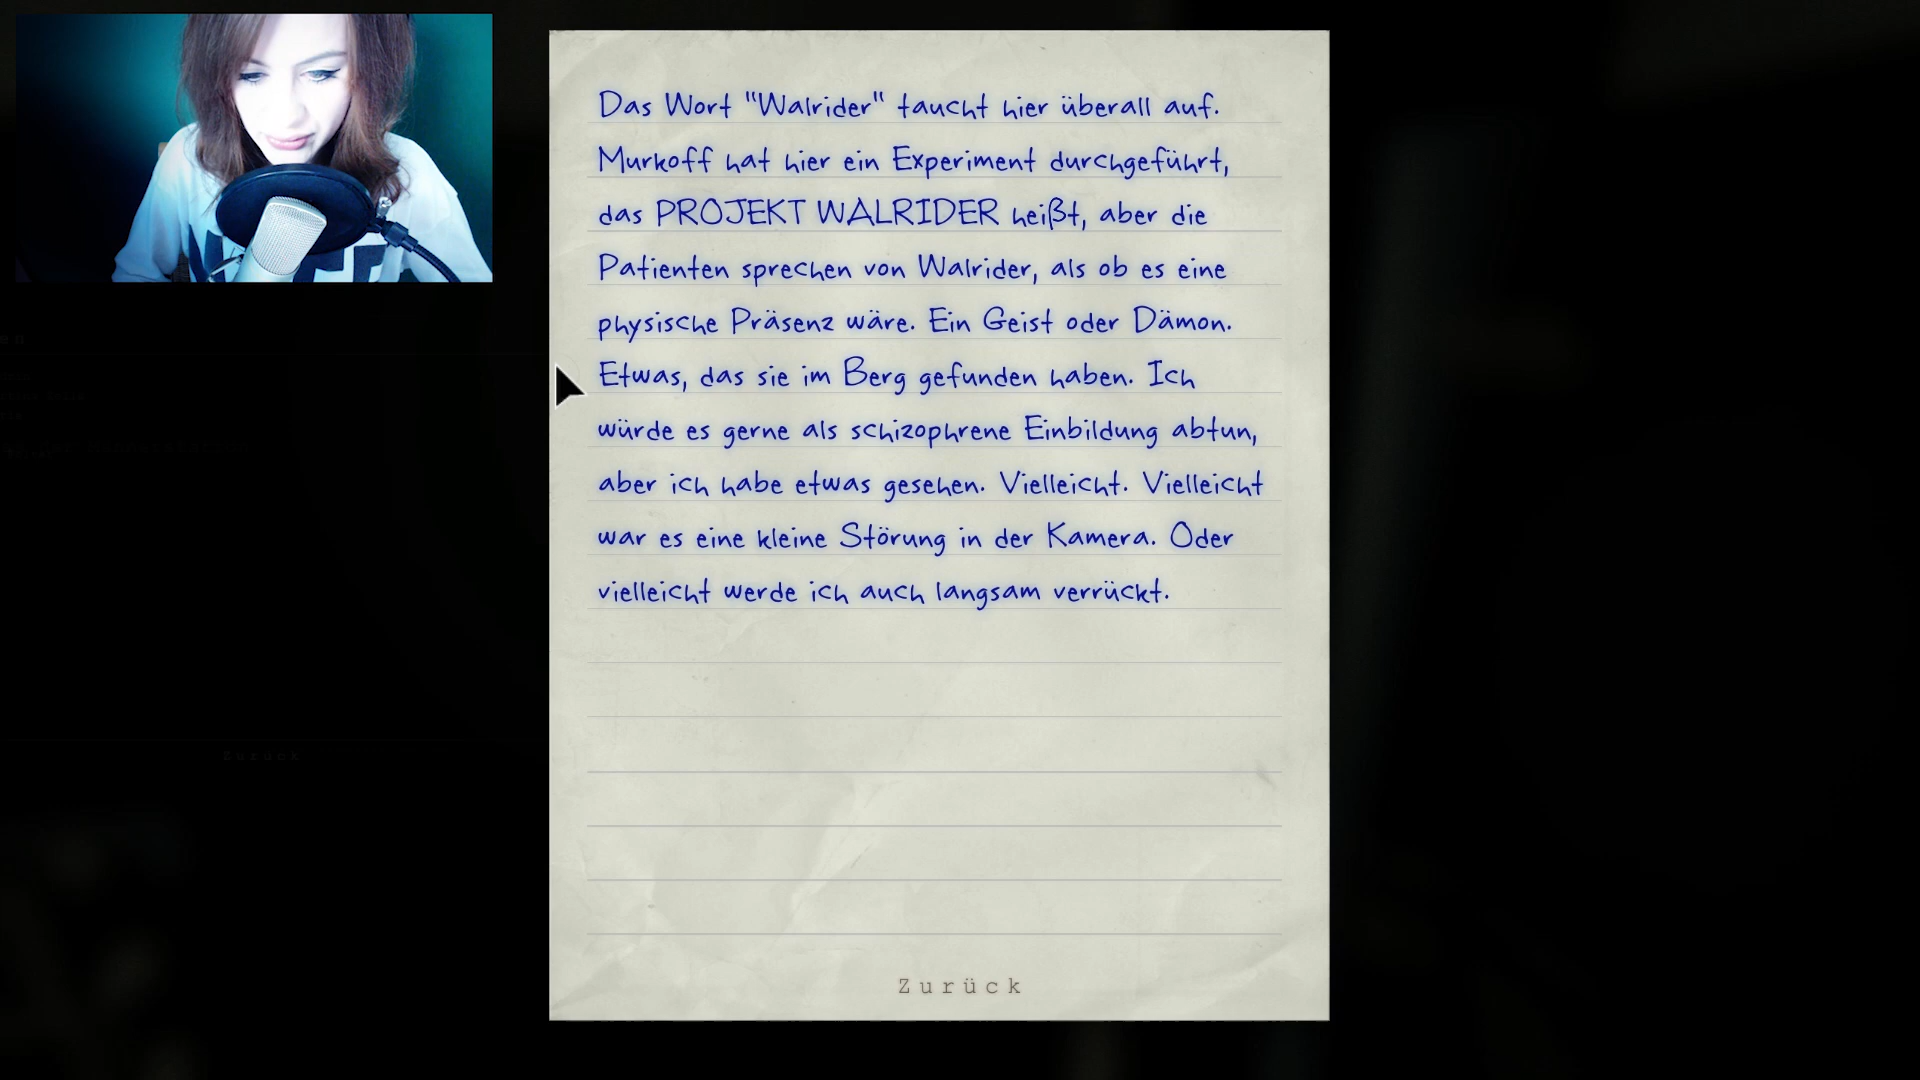 Das Wort "Walrider" taucht hier überall auf.
Murkoff hat hier ein Experiment durchgeführt,
das PROJEKT WALRIDER heißt, aber die
Patienten sprechen von Walrider, als ob es eine
physische Präsenz wäre. Ein Geist oder Dämon.
Etwas, das sie im Berg gefunden haben. Ich
würde es gerne als schizophrene Einbildung abtun,
aber ich habe etwas gesehen. Vielleicht. Vielleicht
war es eine kleine Störung in der Kamera. Oder
vielleicht werde ich auch langsam verrückt.
Zurück
Zurück